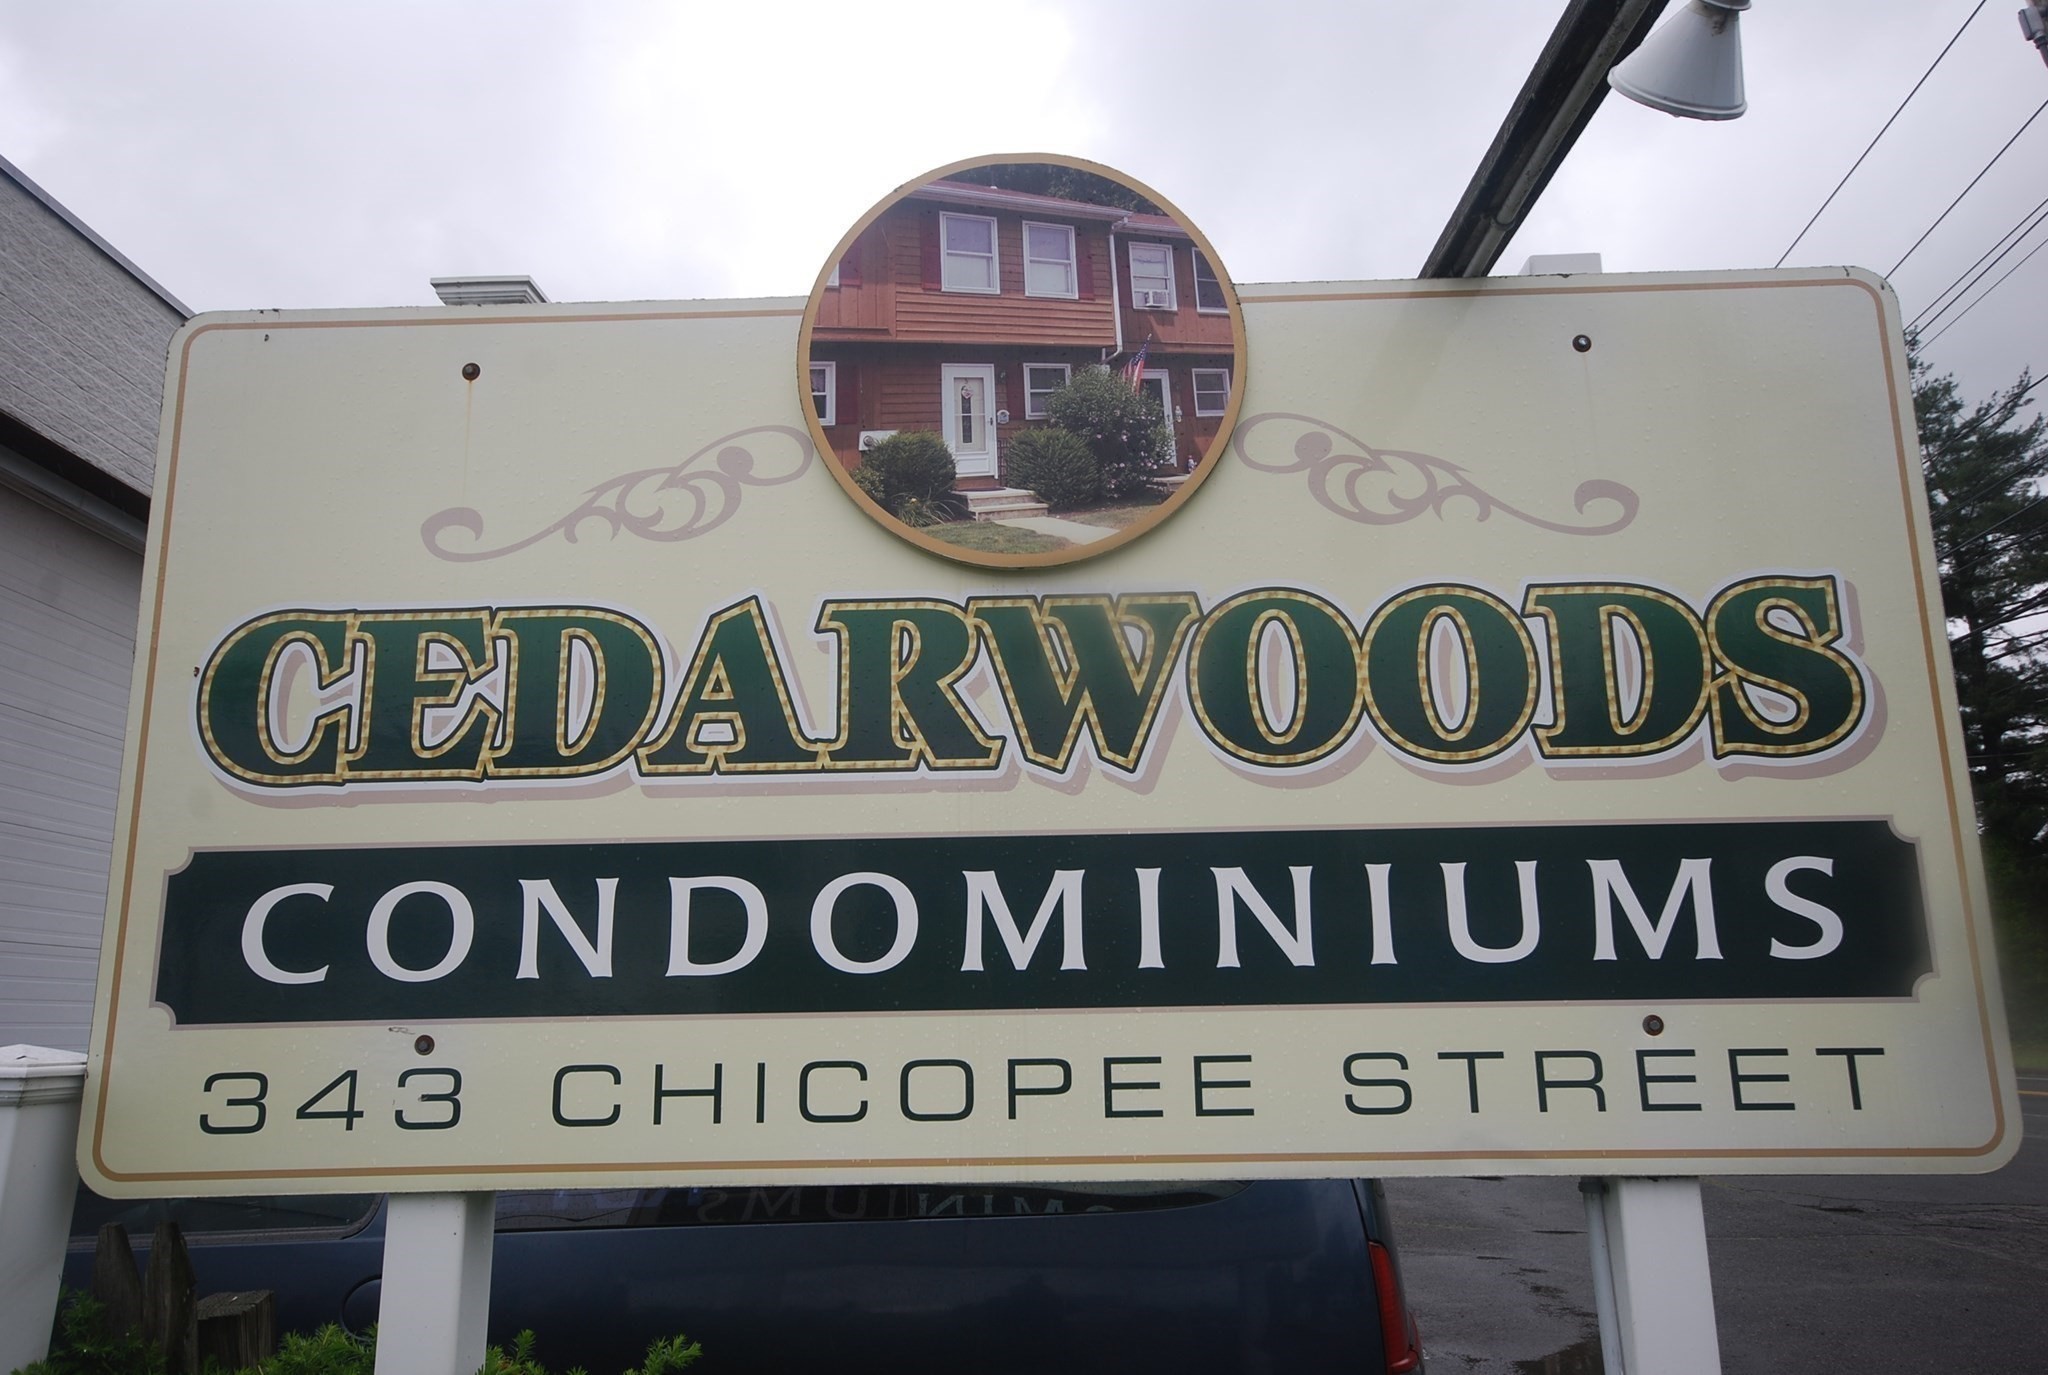 CEDARWOODS
CONDOMINIUMS
343 CHICOPEE STREET